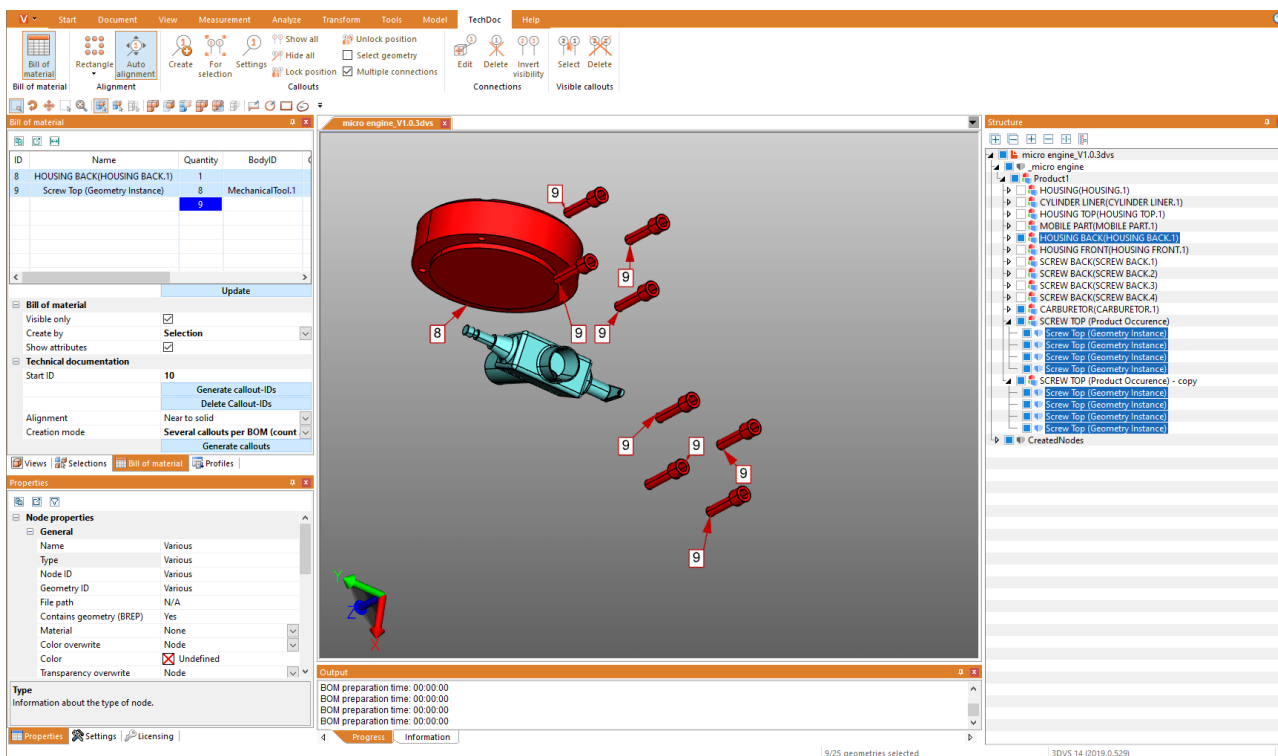 V Start Document View Measurement Analyze Transform Tools Model TechDoc Help
Bill of material
Rectangle
Auto alignment
Create
For selection
Settings
Show all
Hide all
Lock position
Unlock position
Select geometry
Multiple connections
Edit
Delete
Invert visibility
Select
Delete
Bill of material Alignment Callouts Connections Visible callouts
Bill of material
ID Name Quantity BodyID
8 HOUSING BACK(HOUSING BACK.1) 1
9 Screw Top (Geometry Instance) 8 MechanicalTool.1
9
Update
Bill of material
Visible only
Create by Selection
Show attributes
Technical documentation
Start ID 10
Generate callout-IDs
Delete Callout-IDs
Alignment Near to solid
Creation mode Several callouts per BOM (count
Generate callouts
Views Selections Bill of material Profiles
Properties
Node properties
General
Name Various
Type Various
Node ID Various
Geometry ID Various
File path N/A
Contains geometry (BREP) Yes
Material None
Color overwrite Node
Color Undefined
Transparency overwrite Node
Type
Information about the type of node.
Properties Settings Licensing
micro engine_V1.0.3dvs
9
9
9
8
9
9
9
9
9
Y
Z
X
Output
BOM preparation time: 00:00:00
BOM preparation time: 00:00:00
BOM preparation time: 00:00:00
BOM preparation time: 00:00:00
Progress Information
Structure
micro engine_V1.0.3dvs
_micro engine
Product1
HOUSING(HOUSING.1)
CYLINDER LINER(CYLINDER LINER.1)
HOUSING TOP(HOUSING TOP.1)
MOBILE PART(MOBILE PART.1)
HOUSING BACK(HOUSING BACK.1)
HOUSING FRONT(HOUSING FRONT.1)
SCREW BACK(SCREW BACK.1)
SCREW BACK(SCREW BACK.2)
SCREW BACK(SCREW BACK.3)
SCREW BACK(SCREW BACK.4)
CARBURETOR(CARBURETOR.1)
SCREW TOP (Product Occurence)
Screw Top (Geometry Instance)
Screw Top (Geometry Instance)
Screw Top (Geometry Instance)
Screw Top (Geometry Instance)
SCREW TOP (Product Occurence) - copy
Screw Top (Geometry Instance)
Screw Top (Geometry Instance)
Screw Top (Geometry Instance)
Screw Top (Geometry Instance)
CreatedNodes
9/25 geometries selected
3DVS 14 (2019.0.529)